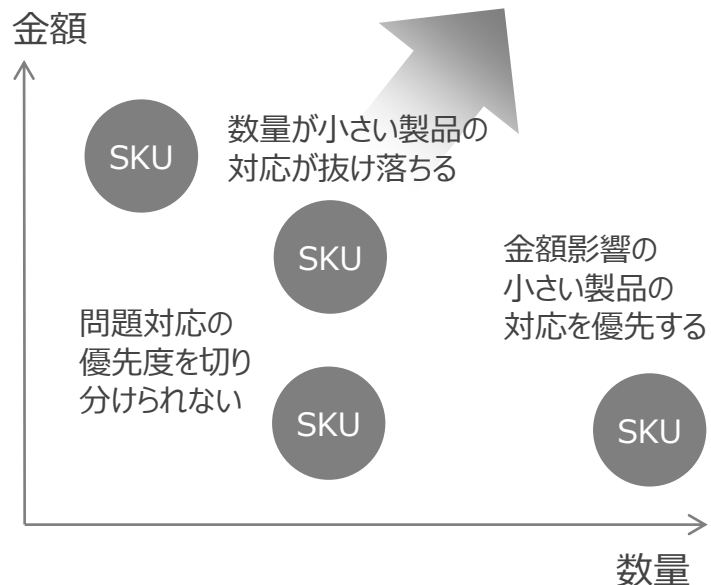 金額
SKU
数量が小さい製品の
対応が抜け落ちる
SKU
金額影響の
小さい製品の
対応を優先する
問題対応の
優先度を切り
分けられない
SKU
SKU
数量